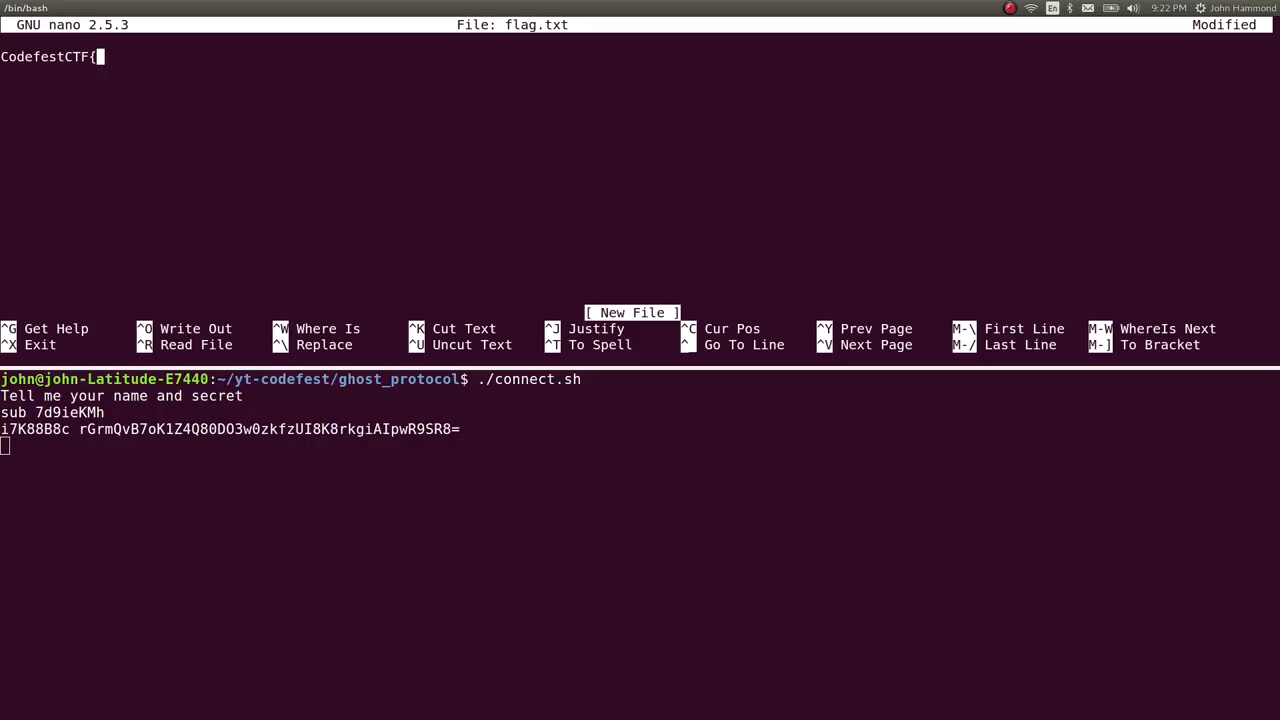 /bin/bash
En 9:22 PM John Hammond
GNU nano 2.5.3 File: flag.txt Modified
CodefestCTF{
[ New File ]
^G Get Help ^O Write Out ^W Where Is ^K Cut Text ^J Justify ^C Cur Pos ^Y Prev Page M-\ First Line M-W WhereIs Next
^X Exit ^R Read File ^\ Replace ^U Uncut Text ^T To Spell ^_ Go To Line ^V Next Page M-/ Last Line M-] To Bracket
john@john-Latitude-E7440:~/yt-codefest/ghost_protocol$ ./connect.sh
Tell me your name and secret
sub 7d9ieKMh
i7K88B8c rGrmQvB7oK1Z4Q80DO3w0zkfzUI8K8rkgiAIpwR9SR8=